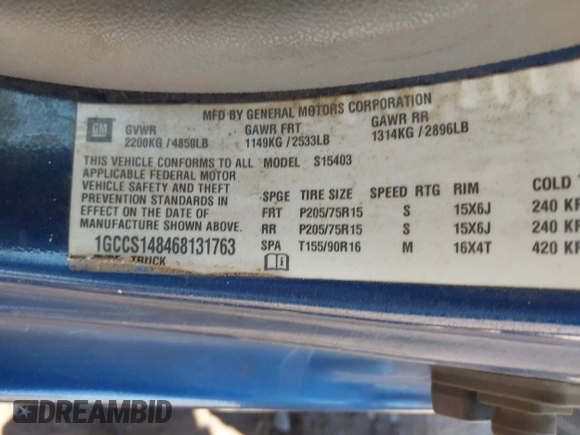 MFD BY GENERAL MOTORS CORPORATION
GM GVWR GAWR FRT GAWR RR
2200KG / 4850LB 1149KG / 2533LB 1314KG / 2896LB
THIS VEHICLE CONFORMS TO ALL MODEL S15403
APPLICABLE FEDERAL MOTOR
VEHICLE SAFETY AND THEFT SPGE TIRE SIZE SPEED RTG RIM COLD
PREVENTION STANDARDS IN
EFFECT ON THE DATE OF FRT P205/75R15 S 15X6J 240
MANUFACTURE SHOWN ABOVE. RR P205/75R15 S 15X6J 240
1GCCS148468131763 SPA T155/90R16 M 16X4T 420
TRUCK
DREAMBID